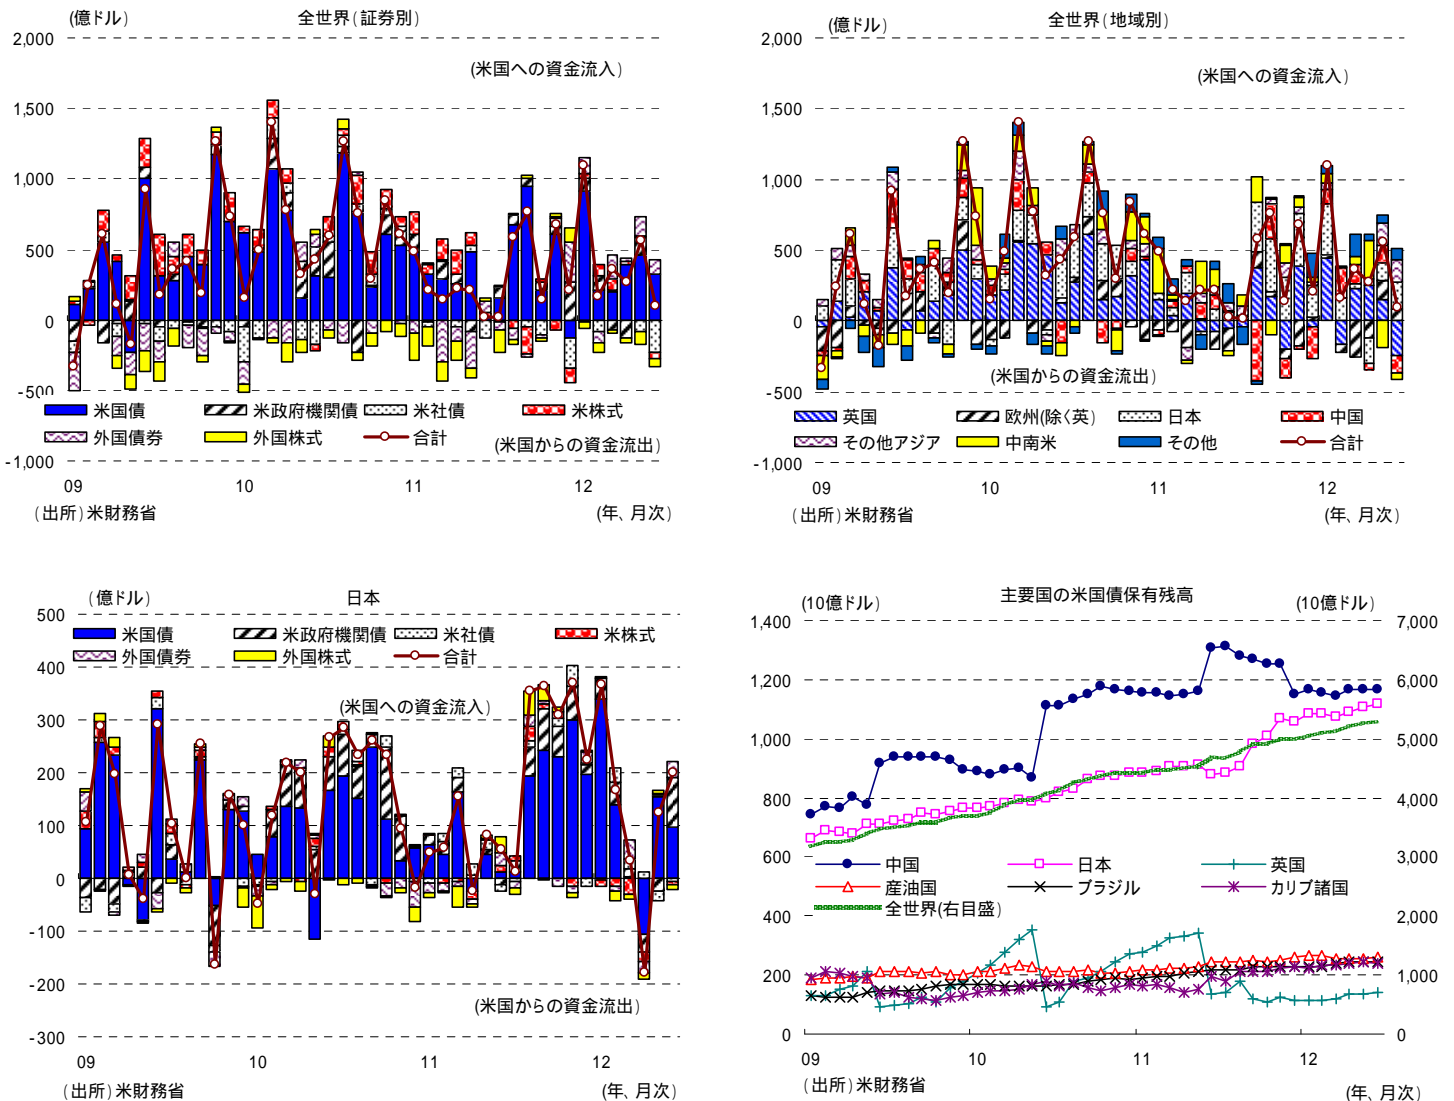 (億ドル)
全世界(証券別)
2,000
(米国への資金流入)
1,500
1,000
500
0
-500
米国債
米政府機関債
米社債
米株式
外国債券
外国株式
合計
(米国からの資金流出)
-1,000
09
10
11
12
(出所)米財務省
(年、月次)
(億ドル)
全世界(地域別)
2,000
(米国への資金流入)
1,500
1,000
500
0
(米国からの資金流出)
-500
英国
欧州(除く英)
日本
中国
その他アジア
中南米
その他
合計
-1,000
09
10
11
12
(出所)米財務省
(年、月次)
(億ドル)
日本
500
米国債
米政府機関債
米社債
米株式
外国債券
外国株式
合計
400
(米国への資金流入)
300
200
100
0
-100
-200
(米国からの資金流出)
-300
09
10
11
12
(出所)米財務省
(年、月次)
(10億ドル)
主要国の米国債保有残高
(10億ドル)
1,400
7,000
1,200
6,000
1,000
5,000
800
4,000
600
3,000
中国
日本
英国
産油国
ブラジル
カリブ諸国
全世界(右目盛)
400
2,000
200
1,000
0
0
09
10
11
12
(出所)米財務省
(年、月次)